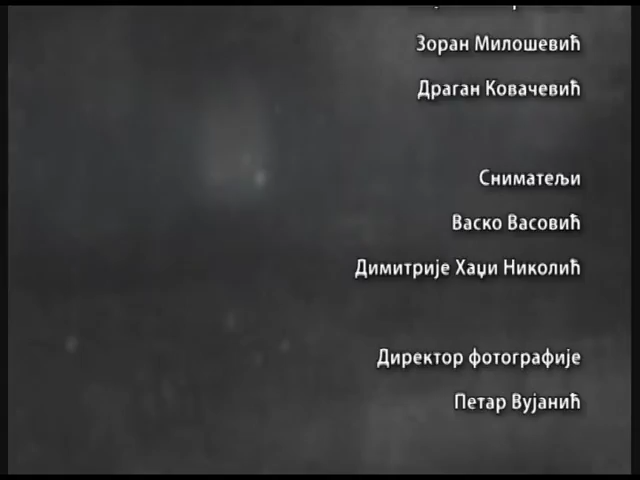 Зоран Милошевић
Драган Ковачевић
Сниматељи
Васко Васовић
Димитрије Хаџи Николић
Директор фотографије
Петар Вујанић